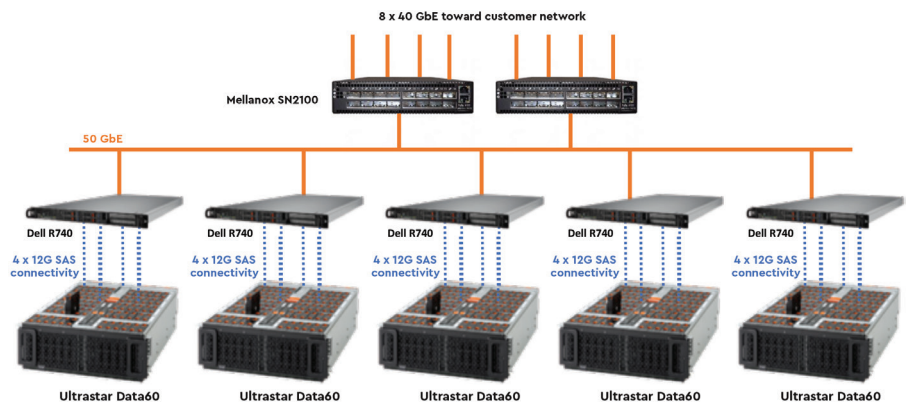 8 x 40 GbE toward customer network
Mellanox SN2100
50 GbE
Dell R740
Dell R740
Dell R740
Dell R740
Dell R740
4 x 12G SAS
connectivity
4 x 12G SAS
connectivity
4 x 12G SAS
connectivity
4 x 12G SAS
connectivity
4 x 12G SAS
connectivity
Ultrastar Data60
Ultrastar Data60
Ultrastar Data60
Ultrastar Data60
Ultrastar Data60